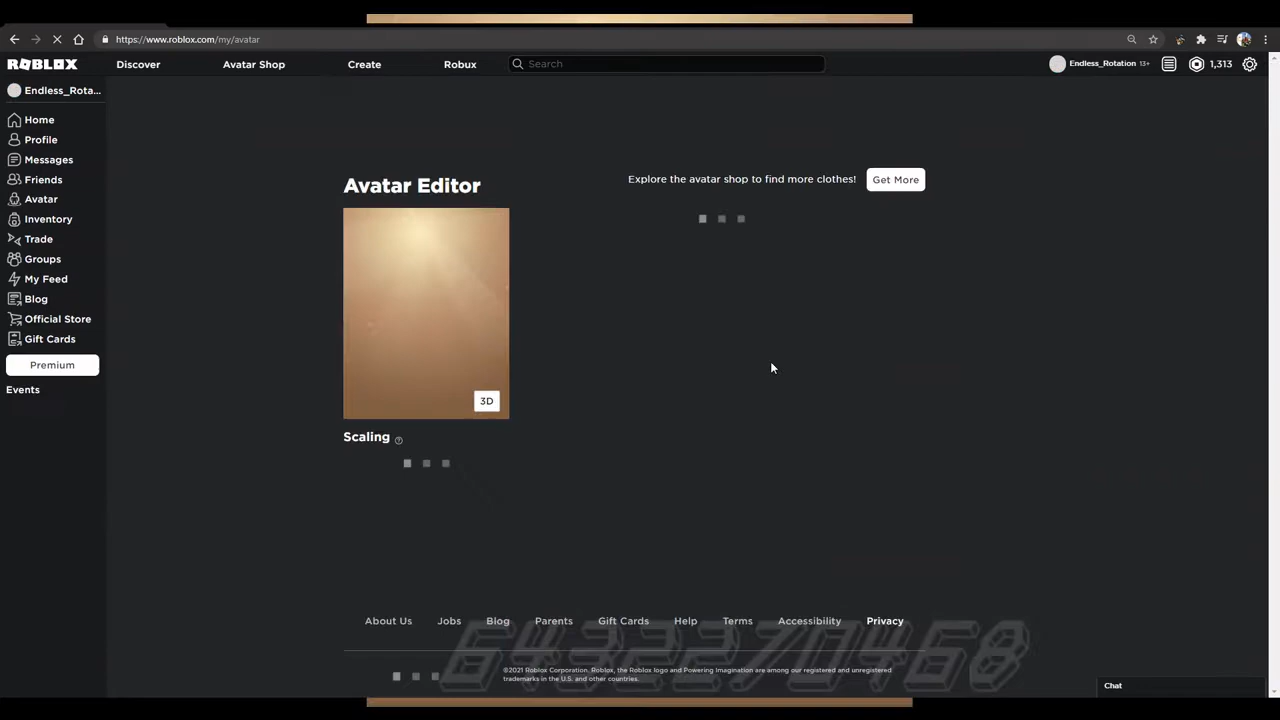 https://www.roblox.com/my/avatar
ROBLOX
Discover
Avatar Shop
Create
Robux
Search
Endless_Rotation 13+
1,313
Endless_Rota...
Home
Profile
Messages
Friends
Avatar
Inventory
Trade
Groups
My Feed
Blog
Official Store
Gift Cards
Premium
Events
Avatar Editor
Explore the avatar shop to find more clothes!
Get More
3D
Scaling
About Us
Jobs
Blog
Parents
Gift Cards
Help
Terms
Accessibility
Privacy
6432270468
©2021 Roblox Corporation. Roblox, the Roblox logo and Powering Imagination are among our registered and unregistered
trademarks in the U.S. and other countries.
Chat